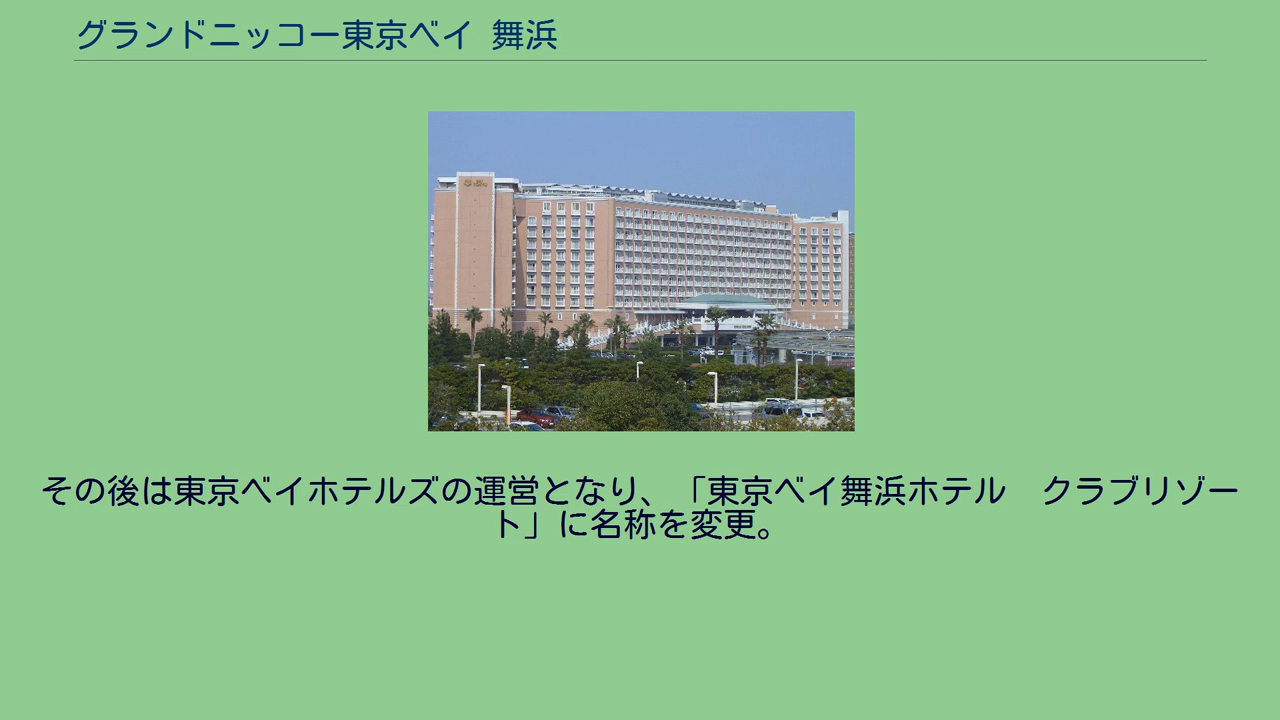 グランドニッコー東京ベイ 舞浜
その後は東京ベイホテルズの運営となり、「東京ベイ舞浜ホテル　クラブリゾー
ト」に名称を変更。